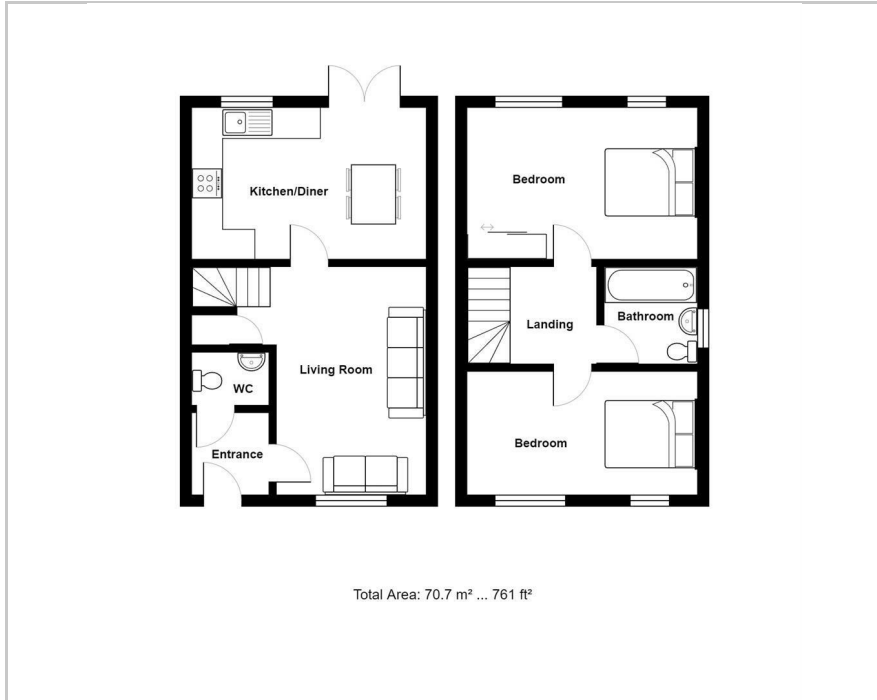 Kitchen/Diner
Living Room
WC
Entrance
Bedroom
Landing
Bathroom
Bedroom
Total Area: 70.7 m² ... 761 ft²